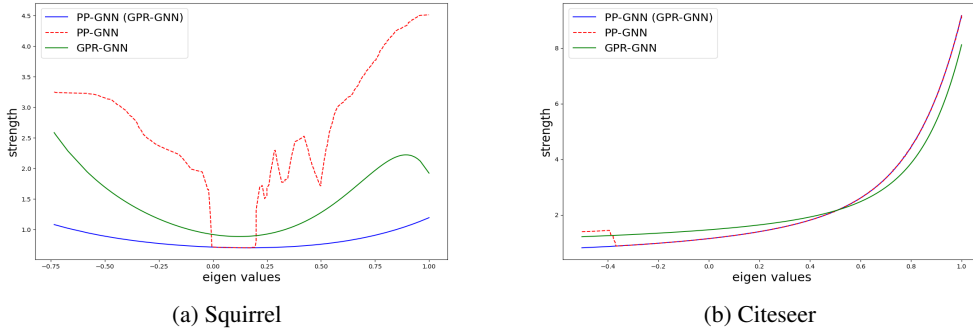 PP-GNN (GPR-GNN)
PP-GNN
GPR-GNN
4.5
4.0
3.5
3.0
2.5
2.0
1.5
1.0
strength
−0.75
−0.50
−0.25
0.00
0.25
0.50
0.75
1.00
eigen values
(a) Squirrel
PP-GNN (GPR-GNN)
PP-GNN
GPR-GNN
8
6
4
2
strength
−0.4
−0.2
0.0
0.2
0.4
0.6
0.8
1.0
eigen values
(b) Citeseer